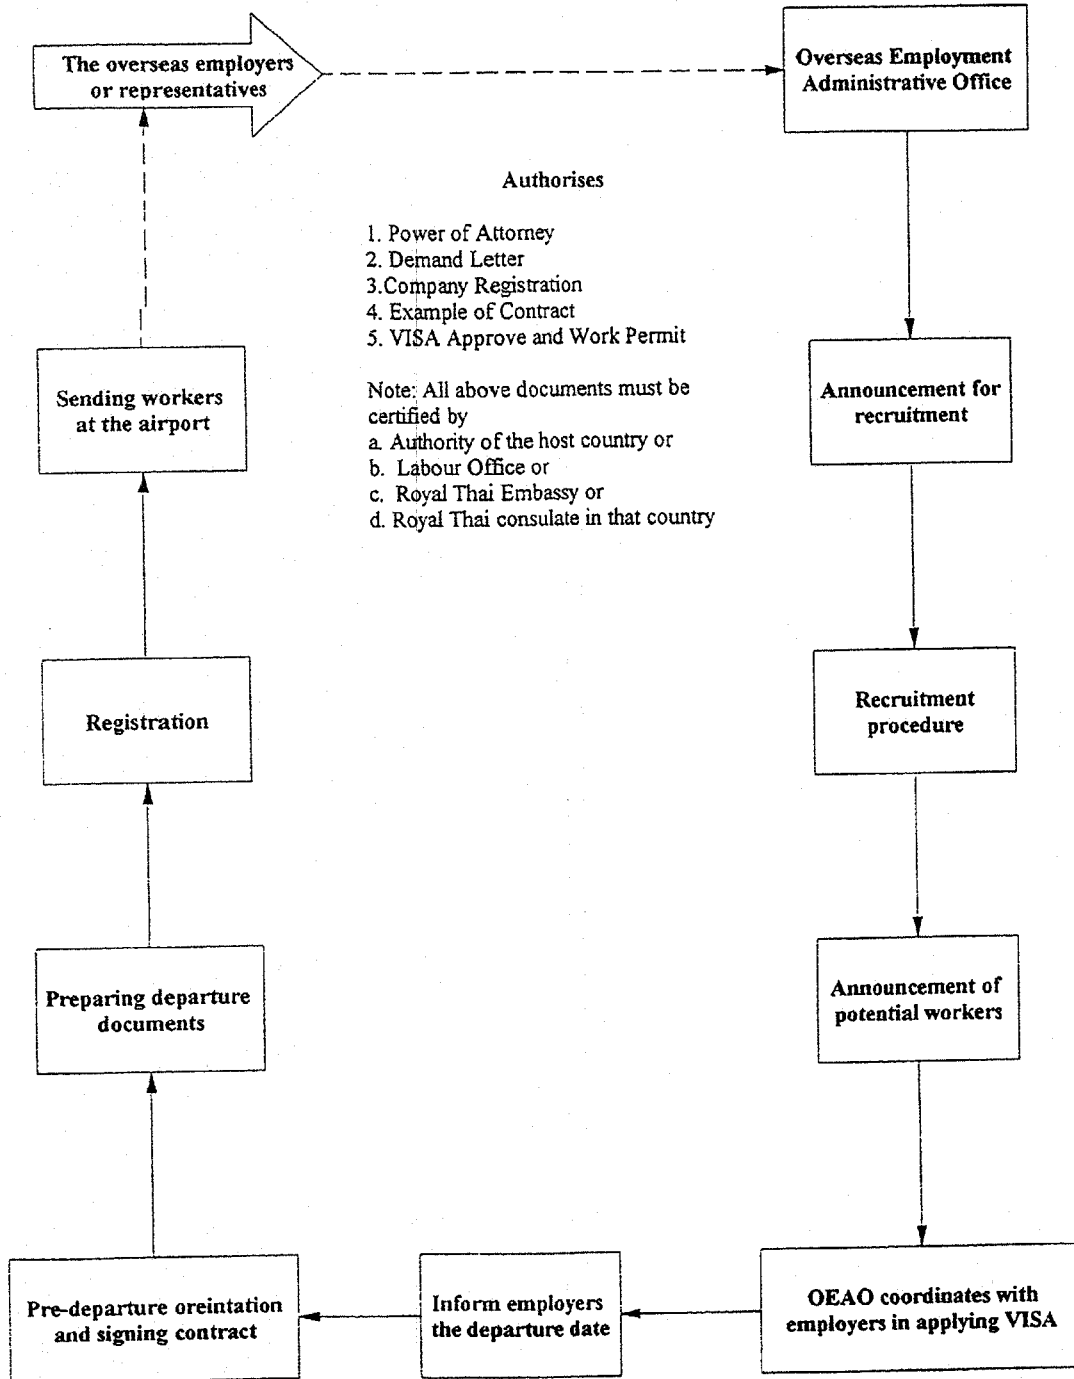 The overseas employers
or representatives
Overseas Employment
Administrative Office
Authorises
1. Power of Attorney
2. Demand Letter
3.Company Registration
4. Example of Contract
5. VISA Approve and Work Permit
Note: All above documents must be
certified by
a. Authority of the host country or
b. Labour Office or
c. Royal Thai Embassy or
d. Royal Thai consulate in that country
Announcement for
recruitment
Recruitment
procedure
Announcement of
potential workers
OEAO coordinates with
employers in applying VISA
Inform employers
the departure date
Pre-departure oreintation
and signing contract
Preparing departure
documents
Registration
Sending workers
at the airport